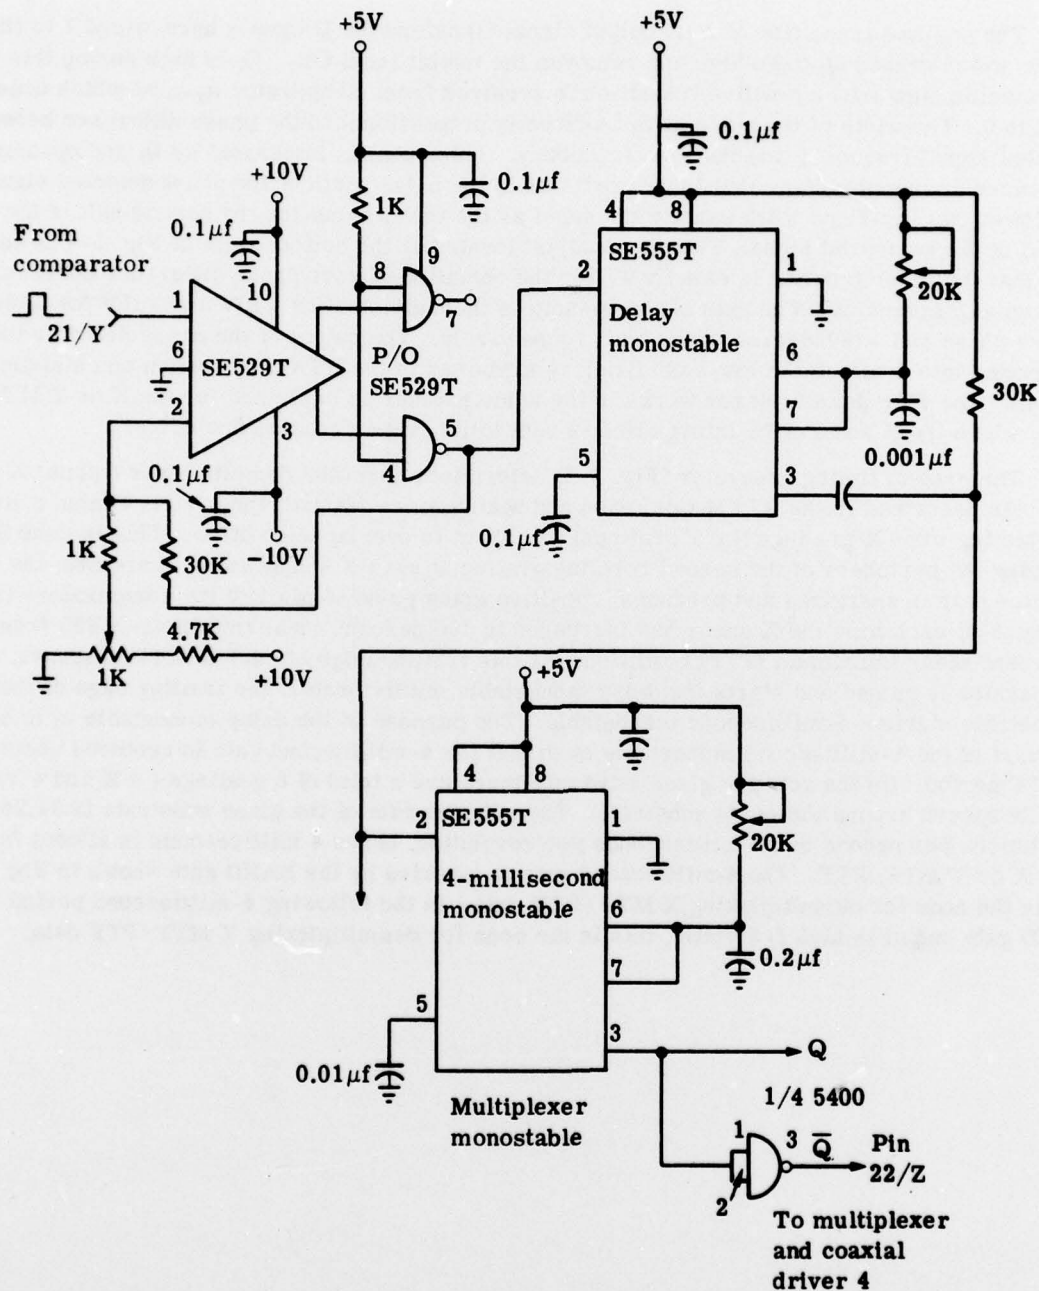 +5V
+5V
0.1μf
+10V
0.1μf
1K
9
0.1μf
4
8
SE555T
From
comparator
0.1μf
8
2
1
20K
10
7
Delay
monostable
1
21/Y
P/O
SE529T
6
SE529T
6
30K
2
5
7
3
4
5
3
0.001μf
0.1μf
0.1μf
1K
30K
-10V
4.7K
1K
+10V
+5V
4
8
SE555T
2
1
20K
4-millisecond
monostable
6
0.2μf
7
5
3
Q
0.01μf
1/4 5400
Multiplexer
monostable
1
3
Q̅
Pin
22/Z
2
To multiplexer
and coaxial
driver 4